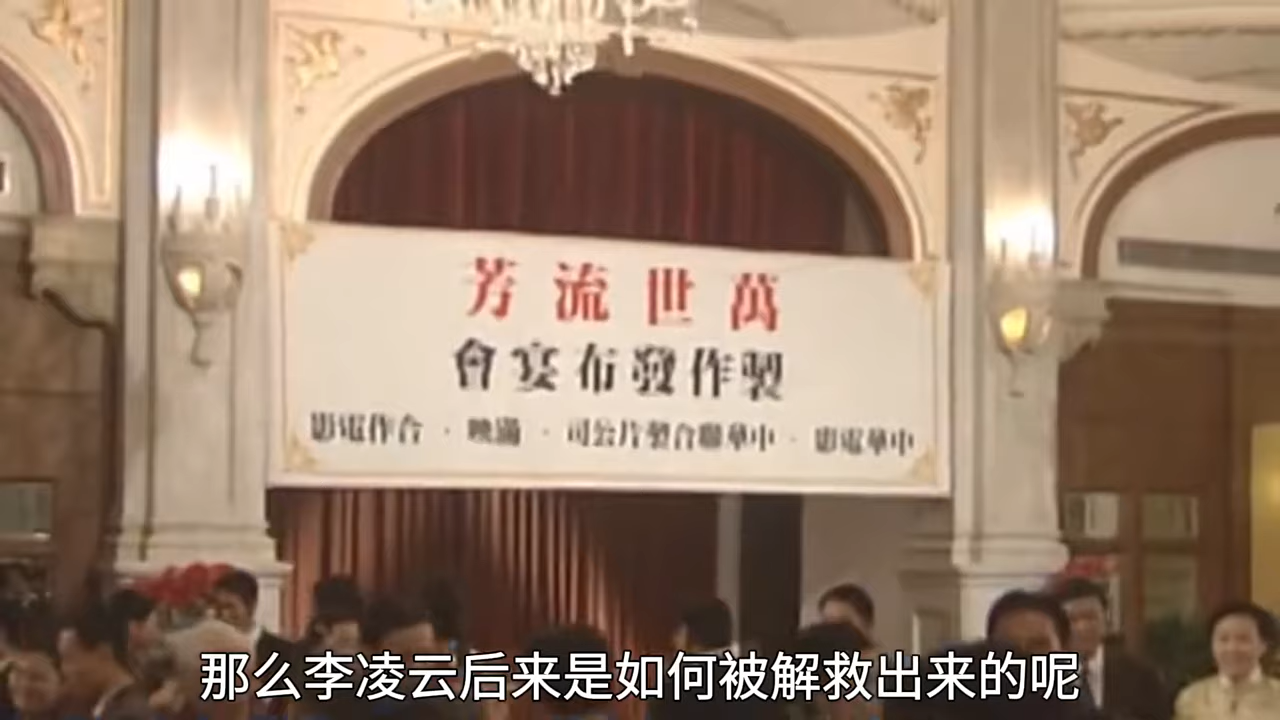 萬世流芳
製作發布宴會
中華電影 · 中華聯合製片公司 · 滿映 · 合作電影
那么李凌云后来是如何被解救出来的呢